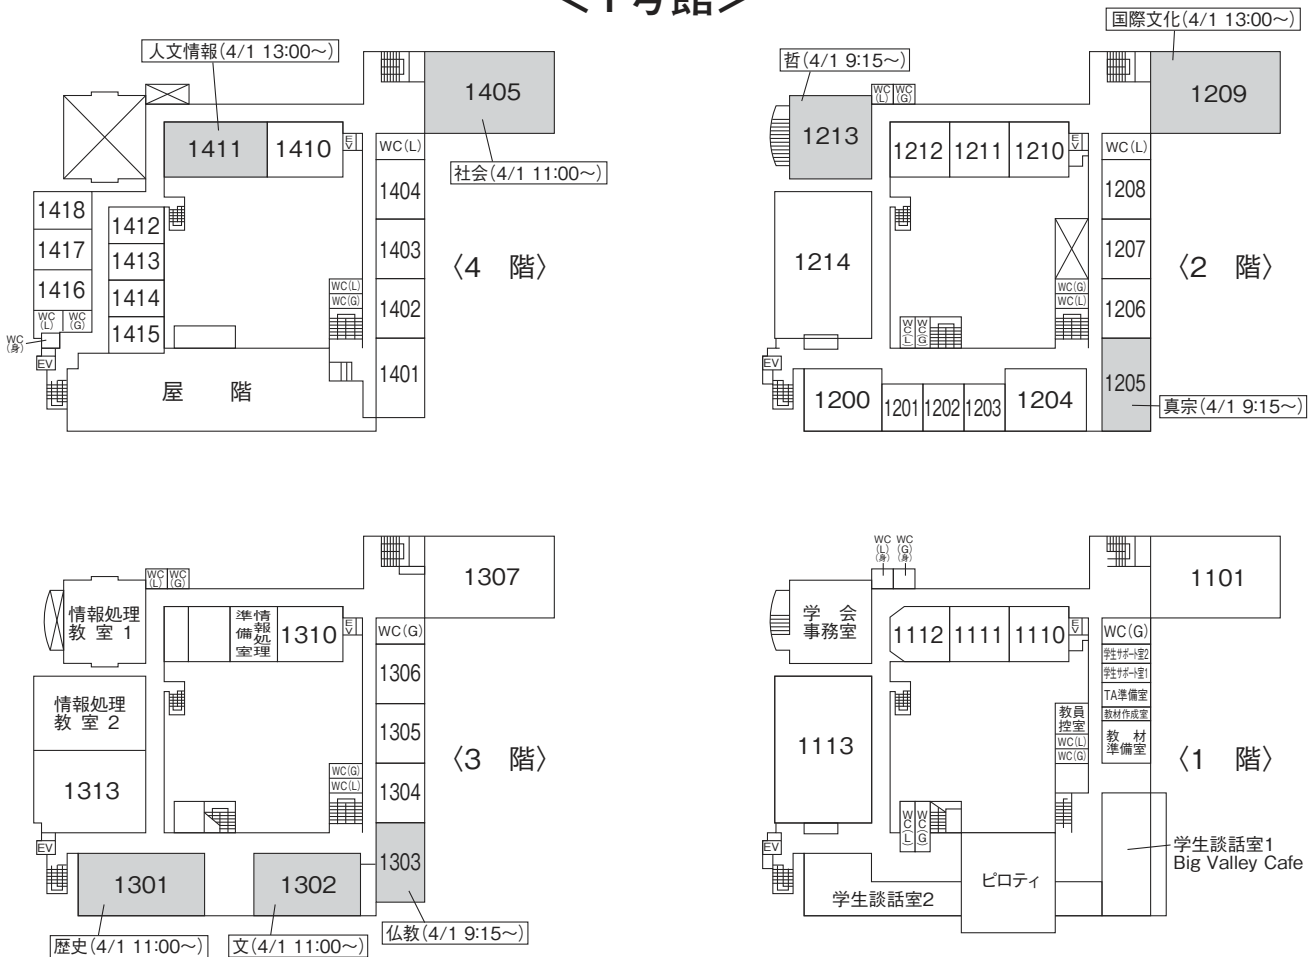 <1号館>
人文情報(4/1 13:00〜)
1405
1411
1410
EV
WC(L)
社会(4/1 11:00〜)
1404
1418
1412
1417
1413
1403
〈4 階〉
1416
1414
WC(L)
WC(G)
1402
WC(L)
WC(G)
1415
WC(身)
EV
1401
屋 階
国際文化(4/1 13:00〜)
哲(4/1 9:15〜)
WC(L)
WC(G)
1209
1213
1212
1211
1210
EV
WC(L)
1208
1214
1207
〈2 階〉
WC(G)
WC(L)
1206
WC(L)
WC(G)
EV
1200
1201
1202
1203
1204
1205
真宗(4/1 9:15〜)
1307
WC(L)
WC(G)
情報処理
教 室 1
情報処理
準備室
1310
EV
WC(G)
1306
情報処理
教 室 2
1305
〈3 階〉
1313
WC(G)
WC(L)
1304
EV
1301
1302
1303
歴史(4/1 11:00〜)
文(4/1 11:00〜)
仏教(4/1 9:15〜)
WC(L)(身)
WC(G)(身)
1101
学 会
事務室
1112
1111
1110
EV
WC(G)
学生サポート室2
学生サポート室1
TA準備室
教材作成室
教 材
準備室
教員
控室
WC(L)
WC(G)
1113
〈1 階〉
WC(L)
WC(G)
EV
学生談話室1
Big Valley Cafe
ピロティ
学生談話室2